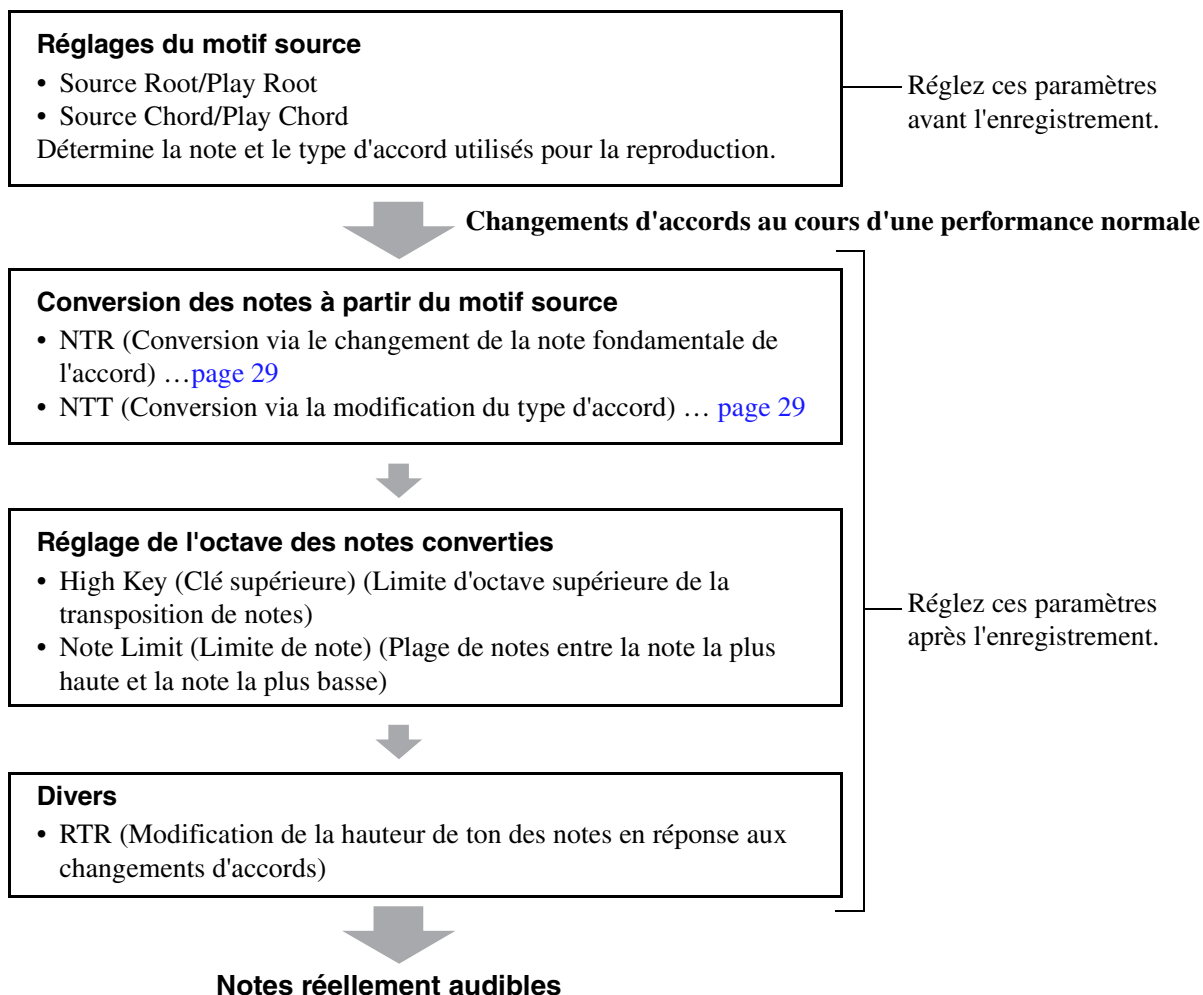 Réglages du motif source
• Source Root/Play Root
• Source Chord/Play Chord
Détermine la note et le type d'accord utilisés pour la reproduction.
Réglez ces paramètres
avant l'enregistrement.
Changements d'accords au cours d'une performance normale
Conversion des notes à partir du motif source
• NTR (Conversion via le changement de la note fondamentale de
l'accord) …page 29
• NTT (Conversion via la modification du type d'accord) … page 29
Réglage de l'octave des notes converties
• High Key (Clé supérieure) (Limite d'octave supérieure de la
transposition de notes)
• Note Limit (Limite de note) (Plage de notes entre la note la plus
haute et la note la plus basse)
Réglez ces paramètres
après l'enregistrement.
Divers
• RTR (Modification de la hauteur de ton des notes en réponse aux
changements d'accords)
Notes réellement audibles